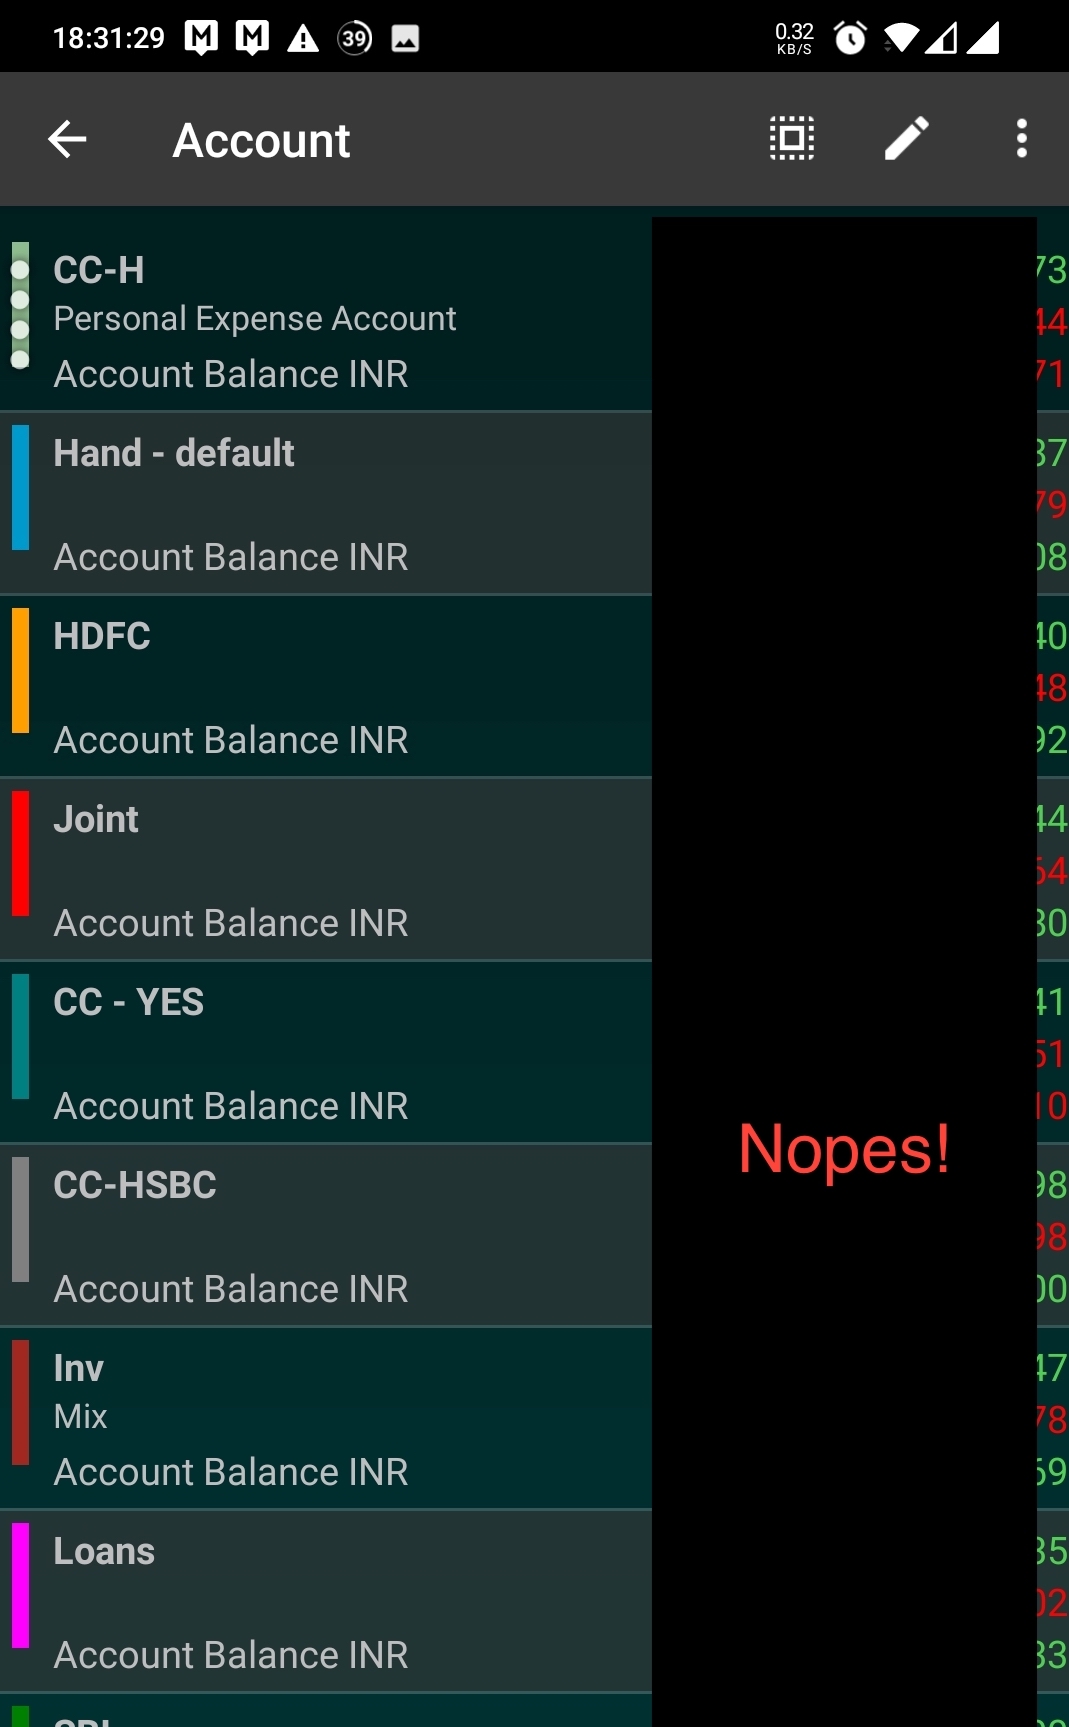 18:31:29 39 0.32 KB/S
Account
CC-H 73
Personal Expense Account 44
Account Balance INR 71
Hand - default 37
79
Account Balance INR 08
HDFC 40
48
Account Balance INR 92
Joint 44
64
Account Balance INR 30
CC - YES 41
51
Account Balance INR 10
Nopes!
CC-HSBC 98
98
Account Balance INR 00
Inv 47
Mix 78
Account Balance INR 69
Loans 35
02
Account Balance INR 33